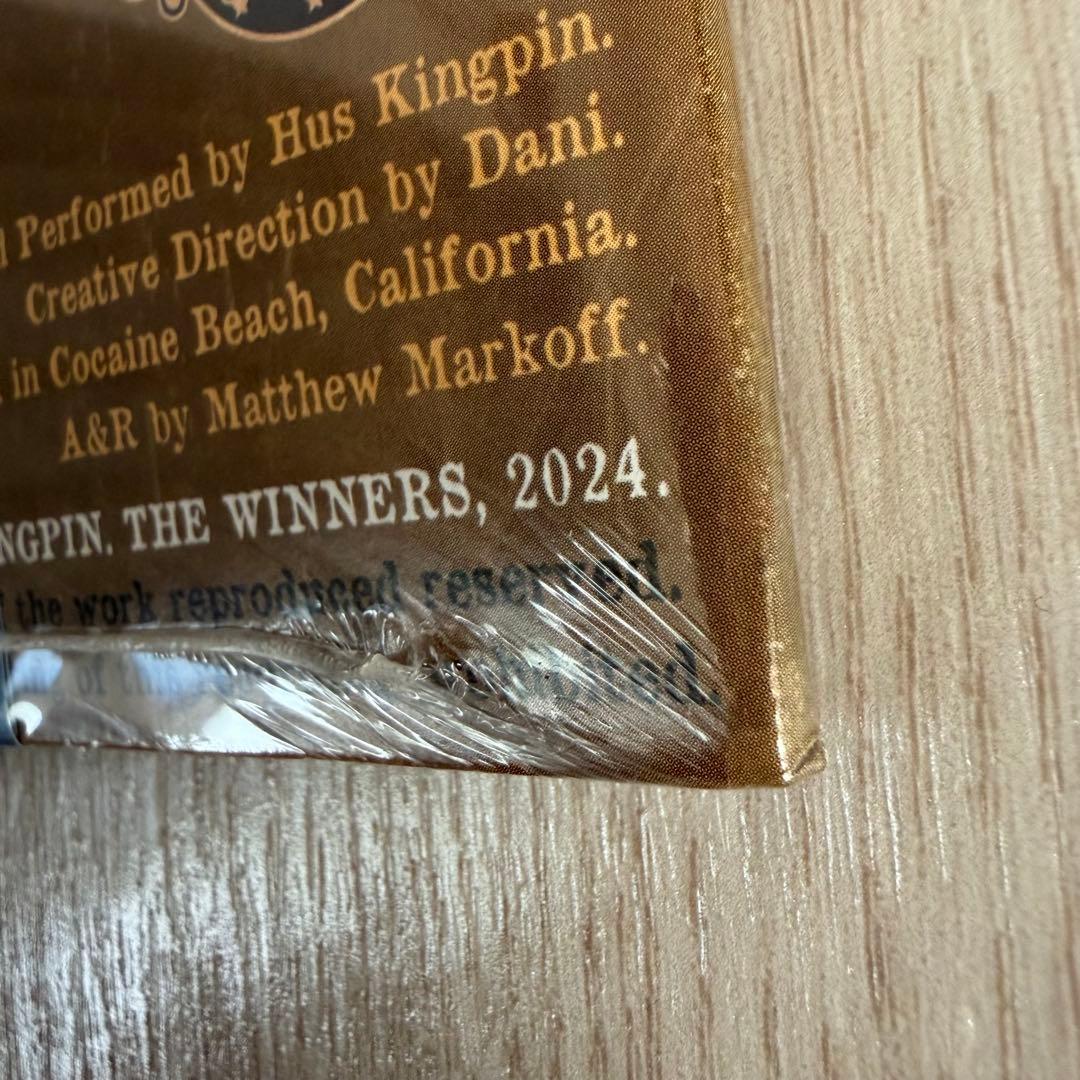 Performed by Hus Kingpin.
Creative Direction by Dani.
in Cocaine Beach, California.
A&R by Matthew Markoff.
NGPIN. THE WINNERS, 2024.
the work reproduced reserved.
of